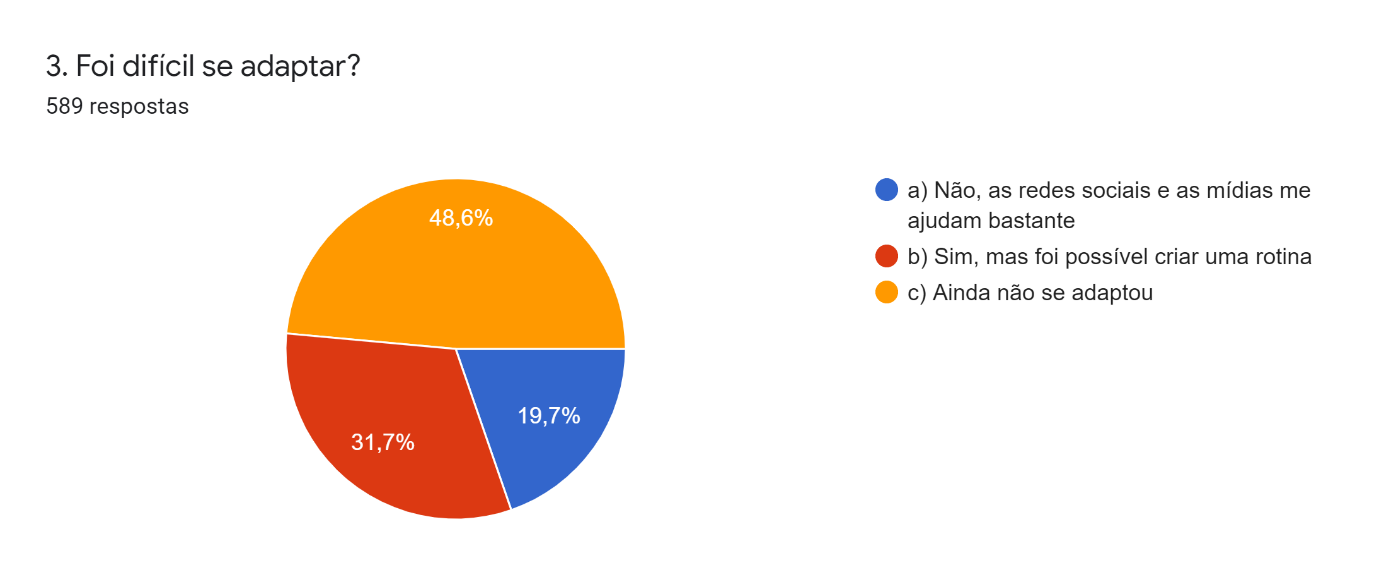 3. Foi difícil se adaptar?
589 respostas
48,6%
31,7%
19,7%
a) Não, as redes sociais e as mídias me
ajudam bastante
b) Sim, mas foi possível criar uma rotina
c) Ainda não se adaptou